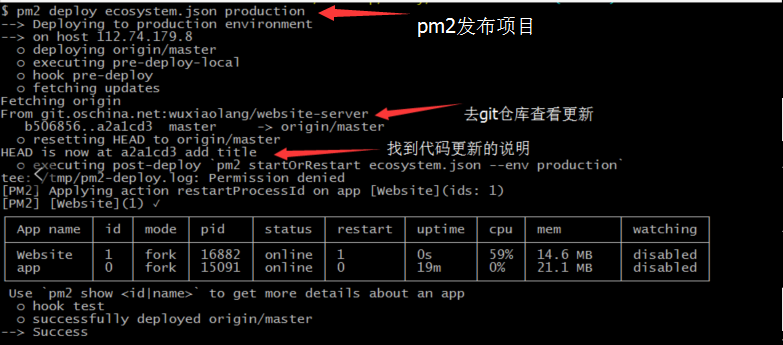 $ pm2 deploy ecosystem.json production
--> Deploying to production environment
--> on host 112.74.179.8
pm2发布项目
o deploying origin/master
o executing pre-deploy-local
o hook pre-deploy
o fetching updates
Fetching origin
From git.oschina.net:wuxiaolang/website-server
去git仓库查看更新
b506856..a2a1cd3 master -> origin/master
o resetting HEAD to origin/master
HEAD is now at a2a1cd3 add title
找到代码更新的说明
o executing post-deploy `pm2 startOrRestart ecosystem.json --env production`
tee: /tmp/pm2-deploy.log: Permission denied
[PM2] Applying action restartProcessId on app [Website](ids: 1)
[PM2] [Website](1) ✓
App name id mode pid status restart uptime cpu mem watching
Website 1 fork 16882 online 1 0s 59% 14.6 MB disabled
app 0 fork 15091 online 0 19m 0% 21.1 MB disabled
Use `pm2 show <id|name>` to get more details about an app
o hook test
o successfully deployed origin/master
--> Success